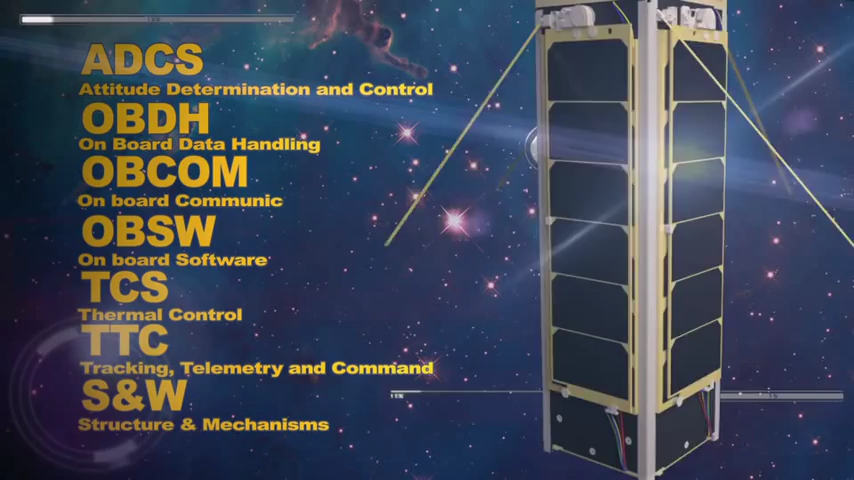 ADCS
Attitude Determination and Control
OBDH
On Board Data Handling
OBCOM
On board Communic
OBSW
On board Software
TCS
Thermal Control
TTC
Tracking, Telemetry and Command
S&W
Structure & Mechanisms